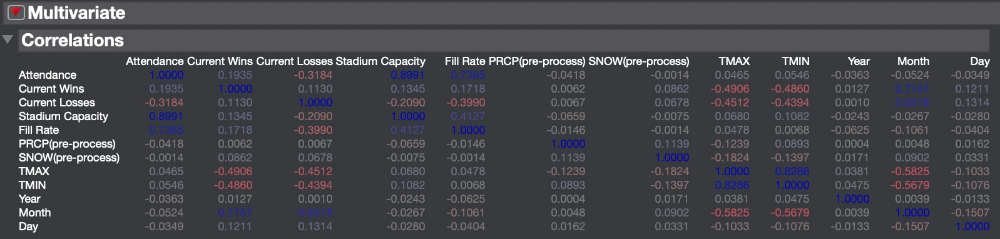 Multivariate
Correlations
Attendance Current Wins Current Losses Stadium Capacity Fill Rate PRCP(pre-process) SNOW(pre-process) TMAX TMIN Year Month Day
Attendance 1.0000 0.1935 -0.3184 0.8991 0.7365 -0.0418 -0.0014 0.0465 0.0546 -0.0363 -0.0524 -0.0349
Current Wins 0.1935 1.0000 0.1130 0.1345 0.1718 0.0062 0.0862 -0.4906 -0.4860 0.0127 0.7157 0.1211
Current Losses -0.3184 0.1130 1.0000 -0.2090 -0.3990 0.0067 0.0678 -0.4512 -0.4394 0.0010 0.1314
Stadium Capacity 0.8991 0.1345 -0.2090 1.0000 0.4127 -0.0659 -0.0075 0.0680 0.1082 -0.0243 -0.0267 -0.0280
Fill Rate 0.7365 0.1718 -0.3990 0.4127 1.0000 -0.0146 -0.0014 0.0478 0.0068 -0.0625 -0.1061 -0.0404
PRCP(pre-process) -0.0418 0.0062 0.0067 -0.0659 -0.0146 1.0000 0.1139 -0.1239 0.0893 0.0004 0.0048 0.0162
SNOW(pre-process) -0.0014 0.0862 0.0678 -0.0075 -0.0014 0.1139 1.0000 -0.1824 -0.1397 0.0171 0.0902 0.0331
TMAX 0.0465 -0.4906 -0.4512 0.0680 0.0478 -0.1239 -0.1824 1.0000 0.8286 0.0381 -0.5825 -0.1033
TMIN 0.0546 -0.4860 -0.4394 0.1082 0.0068 0.0893 -0.1397 0.8286 1.0000 0.0475 -0.5679 -0.1076
Year -0.0363 0.0127 0.0010 -0.0243 -0.0625 0.0004 0.0171 0.0381 0.0475 1.0000 0.0039 -0.0133
Month -0.0524 0.7157 -0.0267 -0.1061 0.0048 0.0902 -0.5825 -0.5679 0.0039 1.0000 -0.1507
Day -0.0349 0.1211 0.1314 -0.0280 -0.0404 0.0162 0.0331 -0.1033 -0.1076 -0.0133 -0.1507 1.0000